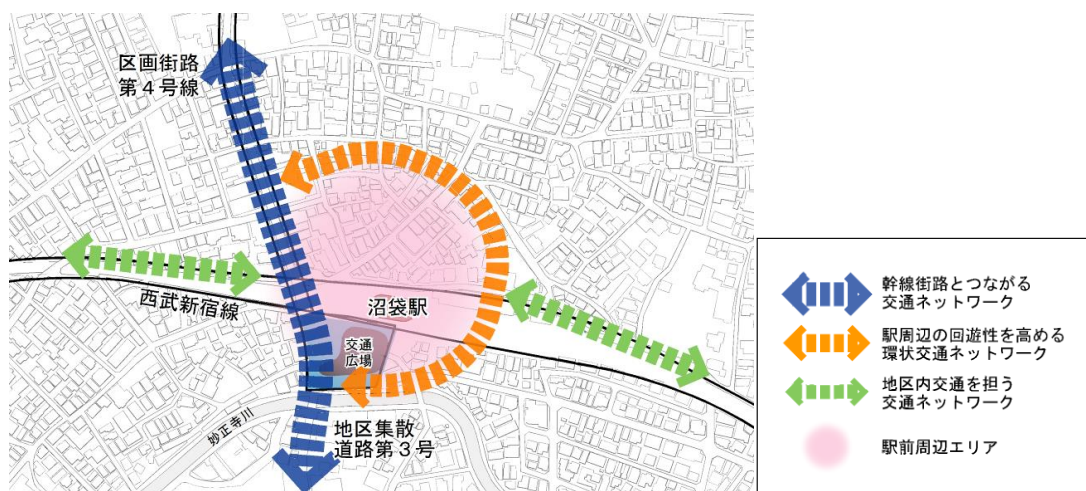 区画街路
第４号線
西武新宿線
沼袋駅
交通
広場
妙正寺川
地区集散
道路第３号
幹線街路とつながる
交通ネットワーク
駅周辺の回遊性を高める
環状交通ネットワーク
地区内交通を担う
交通ネットワーク
駅前周辺エリア